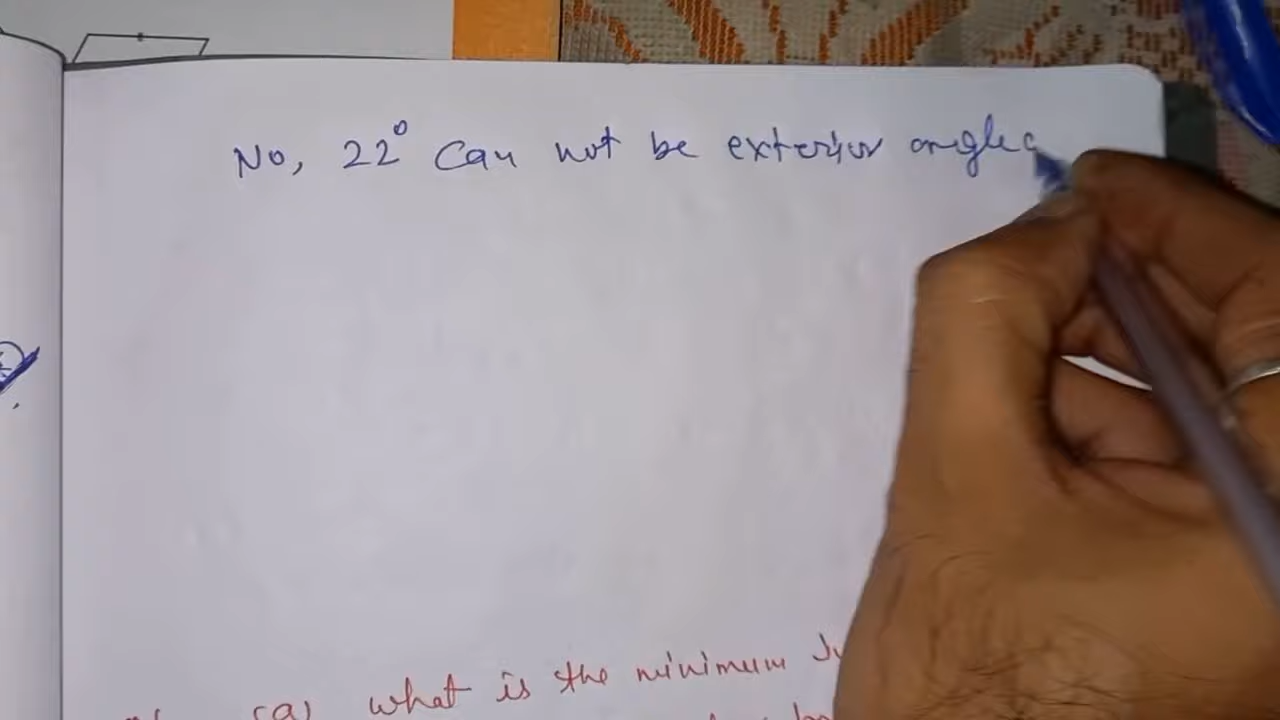 No, 22° Can not be exterior angle
(a) what is the minimum